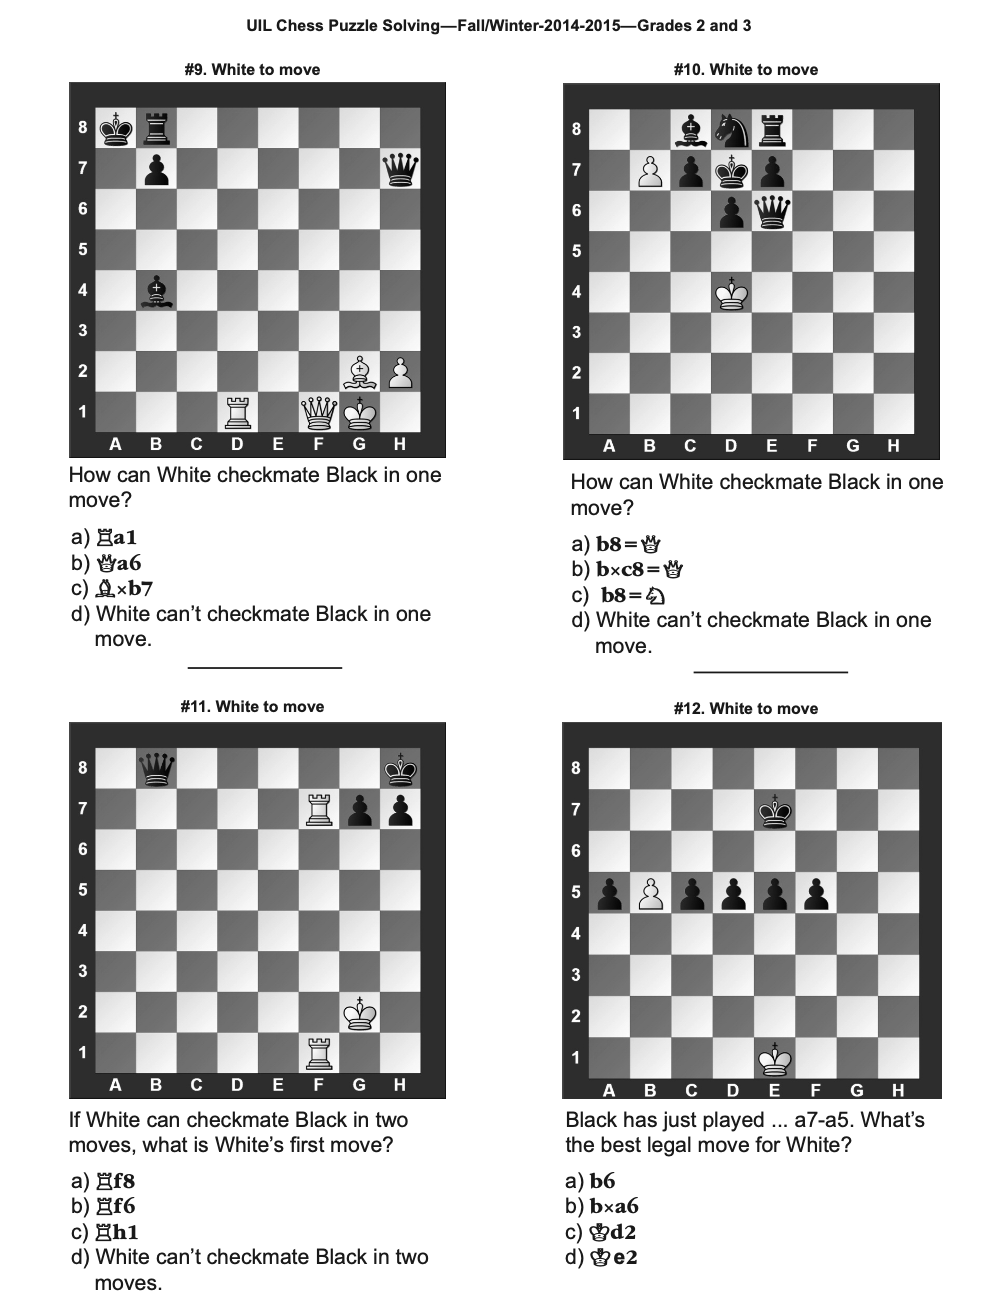 UIL Chess Puzzle Solving—Fall/Winter-2014-2015—Grades 2 and 3
#9. White to move
8
7
6
5
4
3
2
1
A B C D E F G H
How can White checkmate Black in one
move?
a) ♖a1
b) ♕a6
c) ♗×b7
d) White can’t checkmate Black in one
move.
#10. White to move
8
7
6
5
4
3
2
1
A B C D E F G H
How can White checkmate Black in one
move?
a) b8=♕
b) b×c8=♕
c) b8=♘
d) White can’t checkmate Black in one
move.
#11. White to move
8
7
6
5
4
3
2
1
A B C D E F G H
If White can checkmate Black in two
moves, what is White’s first move?
a) ♖f8
b) ♖f6
c) ♖h1
d) White can’t checkmate Black in two
moves.
#12. White to move
8
7
6
5
4
3
2
1
A B C D E F G H
Black has just played ... a7-a5. What’s
the best legal move for White?
a) b6
b) b×a6
c) ♔d2
d) ♔e2